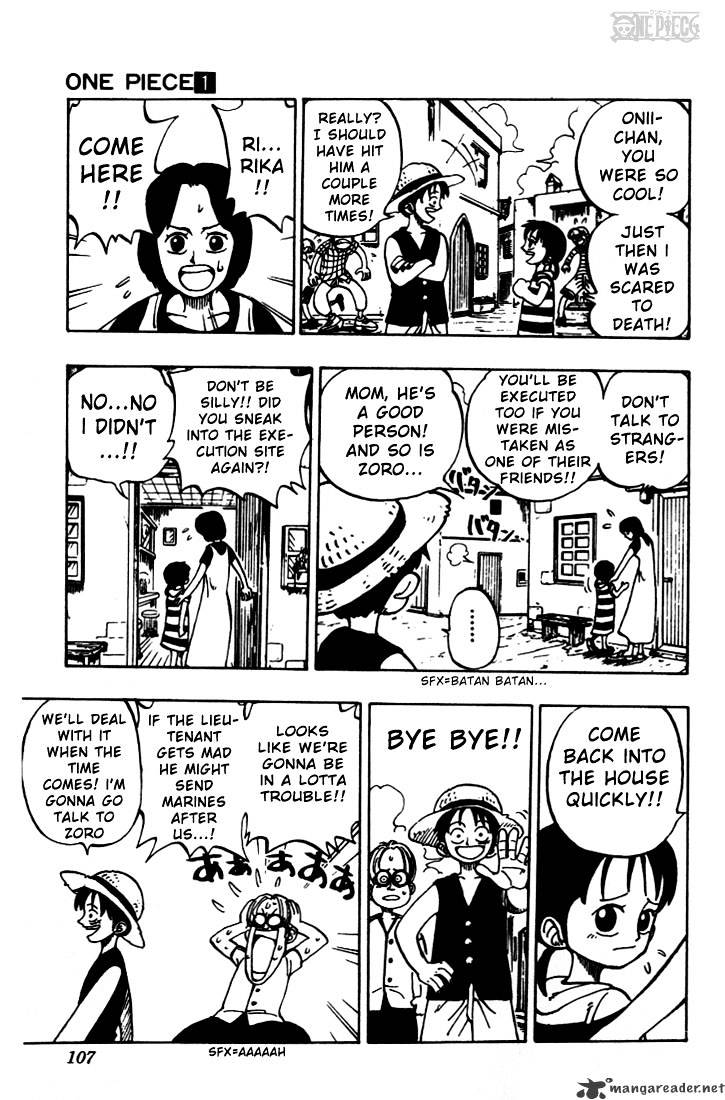 ONE PIECE
ONE PIECE 1
ONII-
CHAN,
YOU
WERE SO
COOL!
JUST
THEN I
WAS
SCARED
TO
DEATH!
REALLY?
I SHOULD
HAVE HIT
HIM A
COUPLE
MORE
TIMES!
RI...
RIKA
!!
COME
HERE
!!
DON'T
TALK TO
STRANG-
ERS!
YOU'LL BE
EXECUTED
TOO IF YOU
WERE MIS-
TAKEN AS
ONE OF THEIR
FRIENDS!!
MOM, HE'S
A GOOD
PERSON!
AND SO IS
ZORO...
バタン
バタン
........
SFX=BATAN BATAN...
DON'T BE
SILLY!! DID
YOU SNEAK
INTO THE EXE-
CUTION SITE
AGAIN?!
NO...NO
I DIDN'T
...!!
COME
BACK INTO
THE HOUSE
QUICKLY!!
BYE BYE!!
LOOKS
LIKE WE'RE
GONNA BE
IN A LOTTA
TROUBLE!!
IF THE LIEU-
TENANT
GETS MAD
HE MIGHT
SEND
MARINES
AFTER
US...!
WE'LL DEAL
WITH IT
WHEN THE
TIME
COMES! I'M
GONNA GO
TALK TO
ZORO
ああぁぁぁ
SFX=AAAAAH
107
mangareader.net